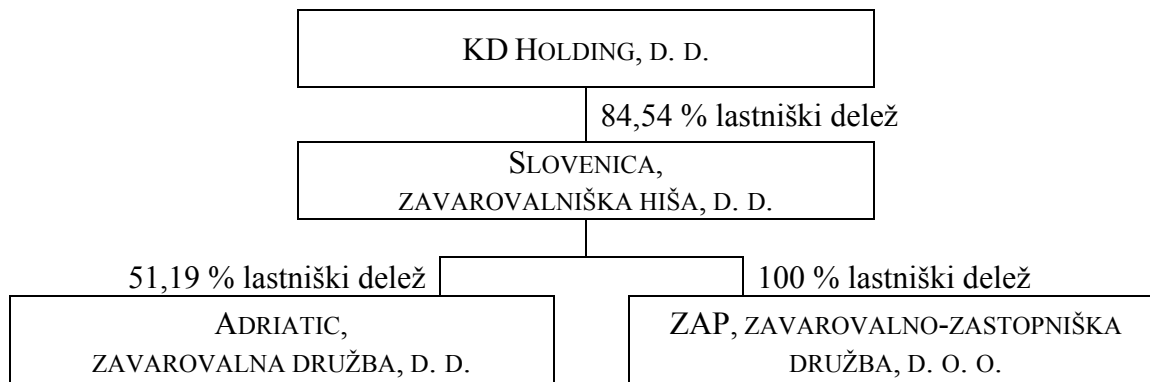 KD HOLDING, D. D.
84,54 % lastniški delež
SLOVENICA,
ZAVAROVALNIŠKA HIŠA, D. D.
51,19 % lastniški delež
100 % lastniški delež
ADRIATIC,
ZAVAROVALNA DRUŽBA, D. D.
ZAP, ZAVAROVALNO-ZASTOPNIŠKA
DRUŽBA, D. O. O.